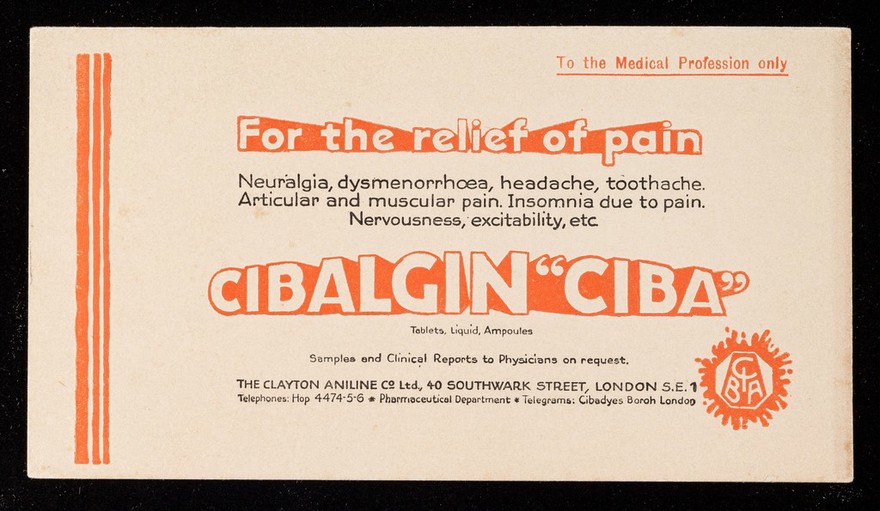 To the Medical Profession only
For the relief of pain
Neuralgia, dysmenorrhœa, headache, toothache.
Articular and muscular pain. Insomnia due to pain.
Nervousness, excitability, etc
CIBALGIN “CIBA”
Tablets, Liquid, Ampoules
Samples and Clinical Reports to Physicians on request.
THE CLAYTON ANILINE Cº Ltd., 40 SOUTHWARK STREET, LONDON S.E.1
Telephones: Hop 4474-5-6 * Pharmaceutical Department * Telegrams: Cibadyes Boroh London
CIBA